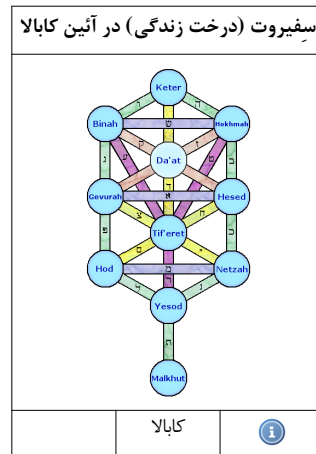 سِفیروت (درخت زندگی) در آئین کابالا
Keter
Binah
Hokhmah
Da'at
Gevurah
Hesed
Tif'eret
Hod
Netzah
Yesod
Malkhut
کابالا